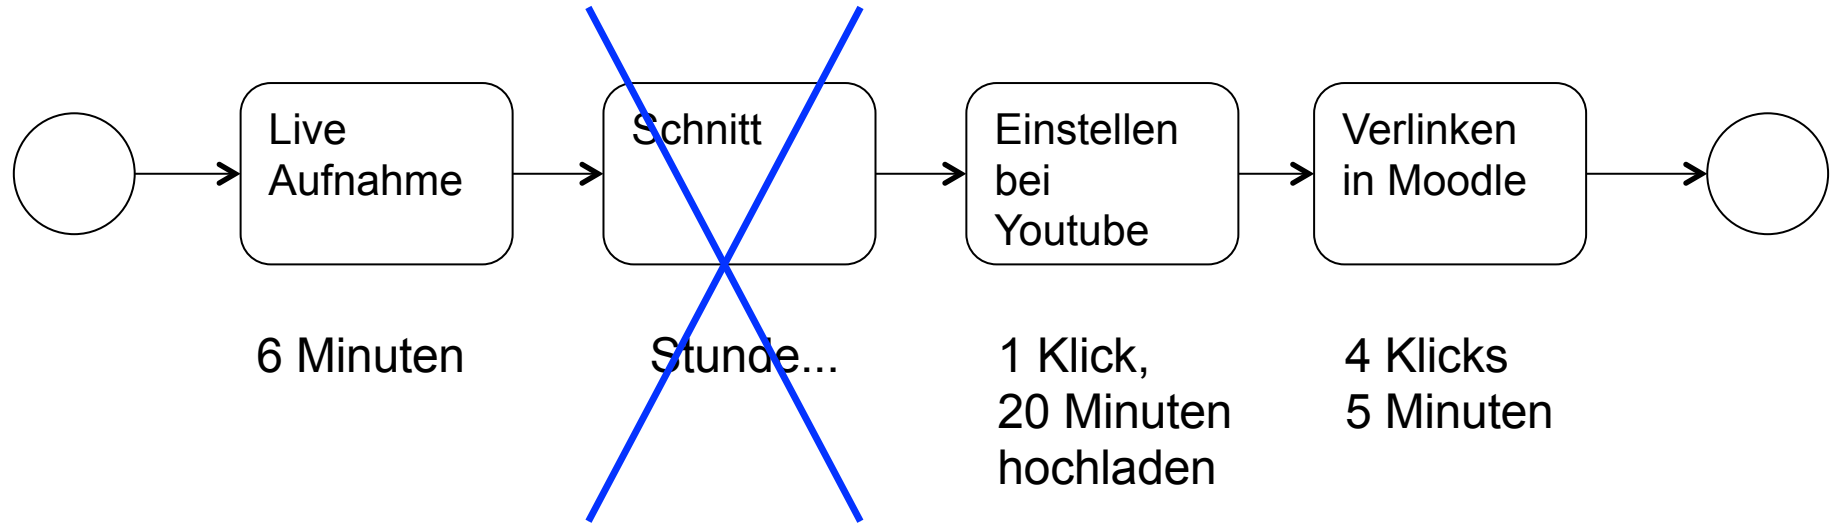 Live
Aufnahme
Schnitt
Einstellen
bei
Youtube
Verlinken
in Moodle
6 Minuten
Stunde...
1 Klick,
20 Minuten
hochladen
4 Klicks
5 Minuten